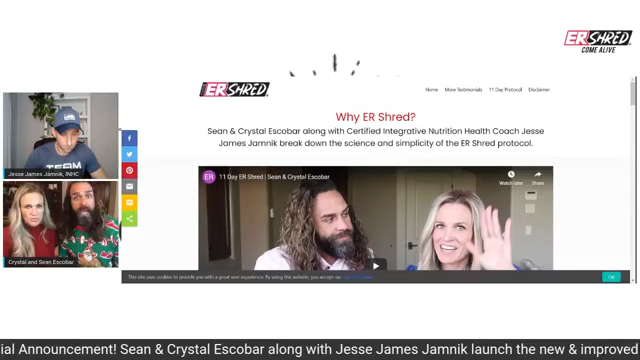 ER SHRED
COME ALIVE
ER SHRED
Home More Testimonials 11 Day Protocol Disclaimer
Why ER Shred?
Sean & Crystal Escobar along with Certified Integrative Nutrition Health Coach Jesse
James Jamnik break down the science and simplicity of the ER Shred protocol.
TEAM
Jesse James Jamnik, INHC
Crystal and Sean Escobar
ER 11 Day ER Shred | Sean & Crystal Escobar
Watch later Share
This site uses cookies to provide you with a great user experience. By using this website, you accept our
OK
ial Announcement! Sean & Crystal Escobar along with Jesse James Jamnik launch the new & improved